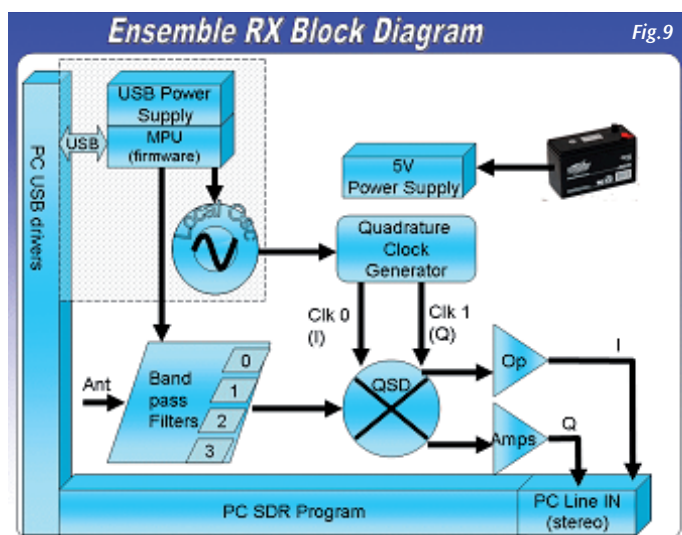 Ensemble RX Block Diagram
Fig.9
PC USB drivers
USB
USB Power
Supply
MPU
(firmware)
Local Osc
5V
Power Supply
Quadrature
Clock
Generator
Clk 0
(I)
Clk 1
(Q)
Ant
Band
pass
Filters
0
1
2
3
QSD
Op
Amps
I
Q
PC SDR Program
PC Line IN
(stereo)